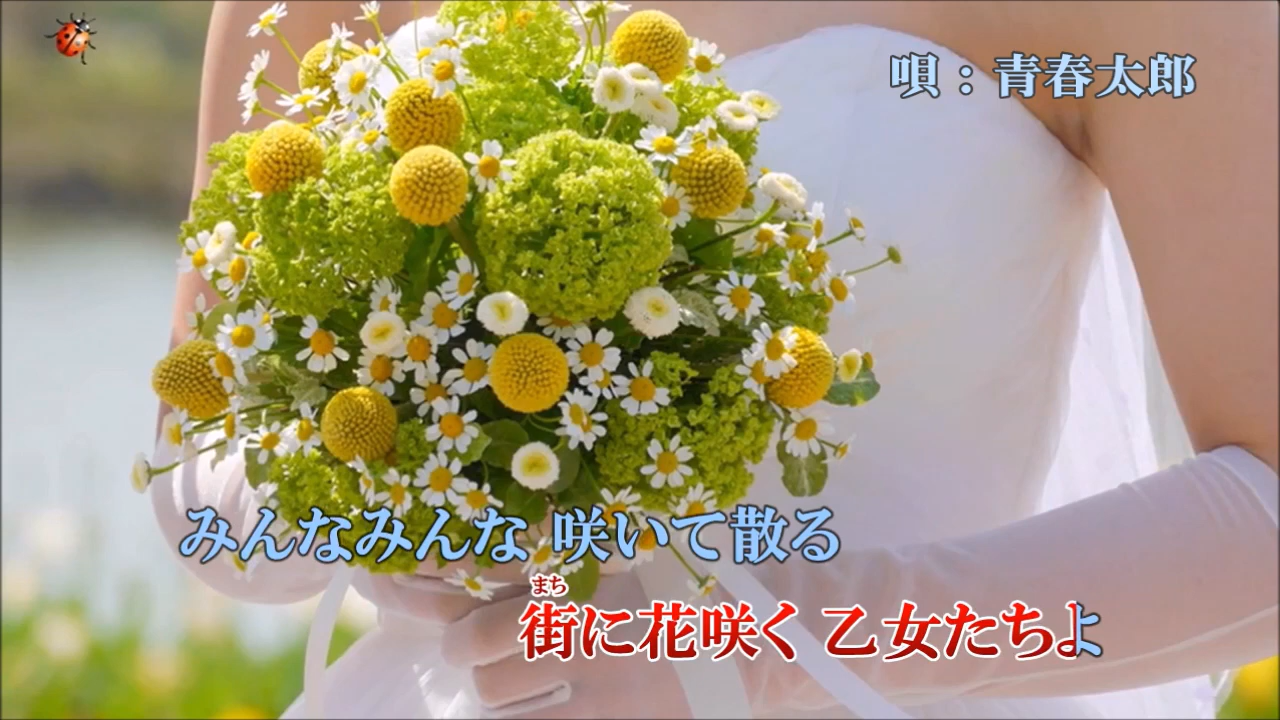 唄：青春太郎
みんなみんな 咲いて散る
まち
街に花咲く 乙女たちよ